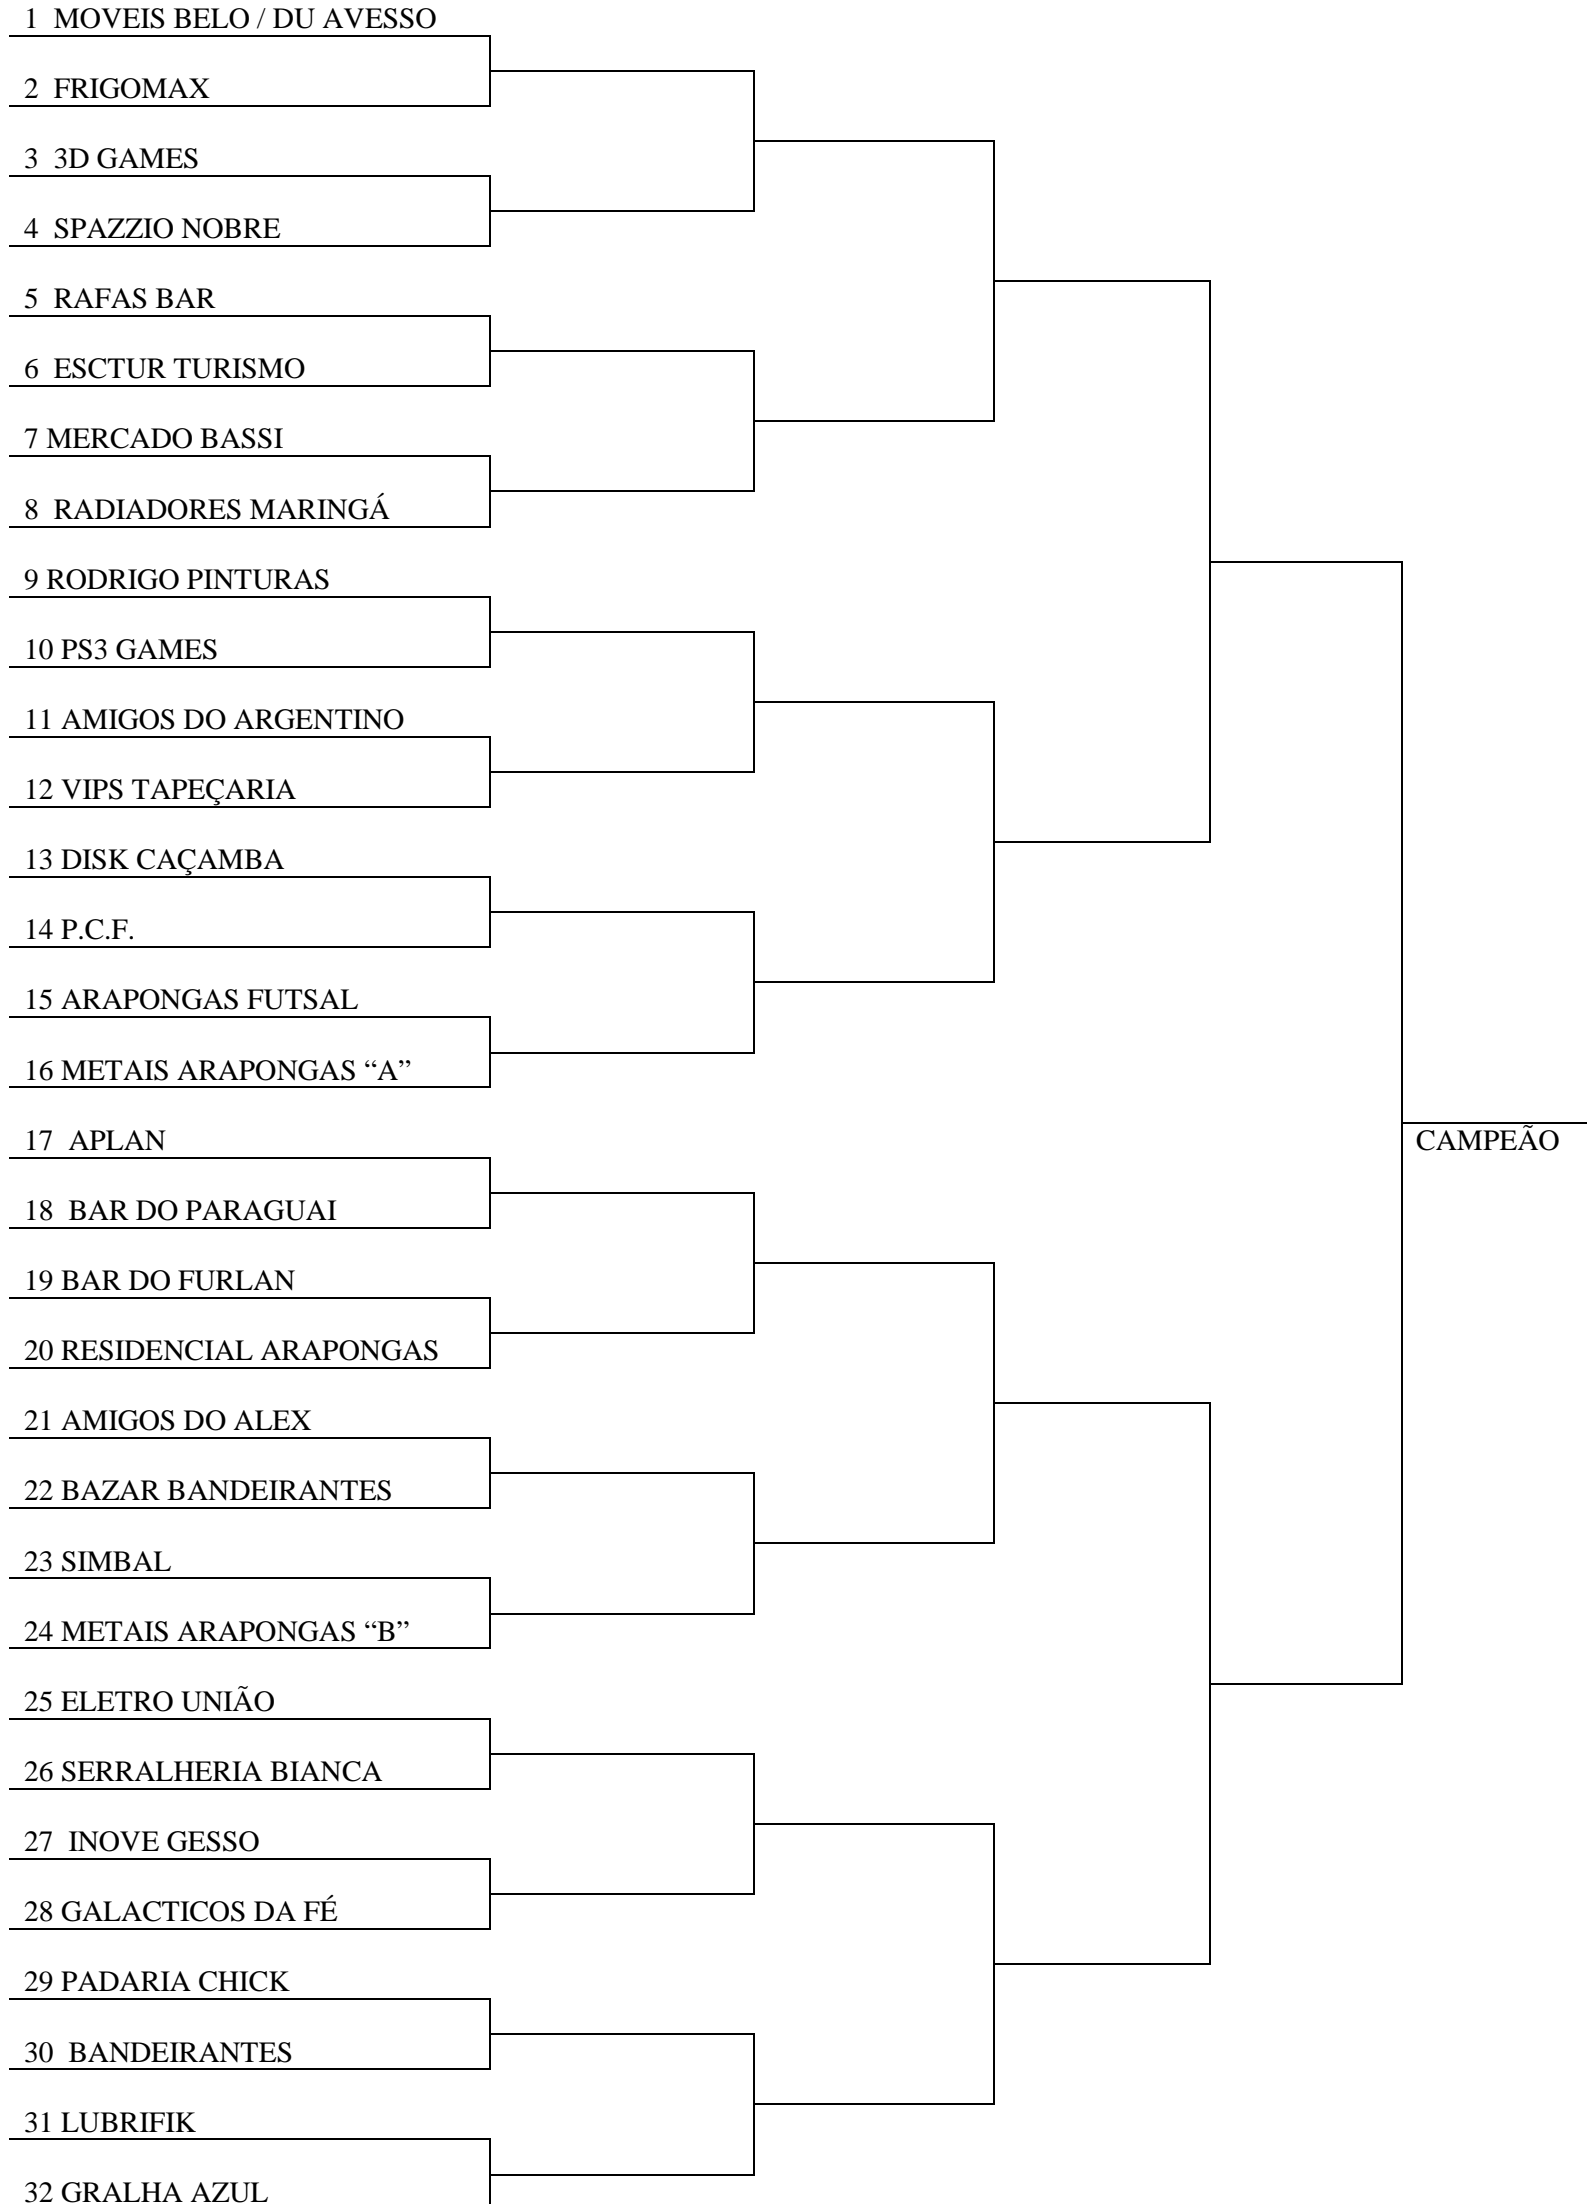 1 MOVEIS BELO / DU AVESSO
2 FRIGOMAX
3 3D GAMES
4 SPAZZIO NOBRE
5 RAFAS BAR
6 ESCTUR TURISMO
7 MERCADO BASSI
8 RADIADORES MARINGÁ
9 RODRIGO PINTURAS
10 PS3 GAMES
11 AMIGOS DO ARGENTINO
12 VIPS TAPEÇARIA
13 DISK CAÇAMBA
14 P.C.F.
15 ARAPONGAS FUTSAL
16 METAIS ARAPONGAS “A”
17 APLAN
CAMPEÃO
18 BAR DO PARAGUAI
19 BAR DO FURLAN
20 RESIDENCIAL ARAPONGAS
21 AMIGOS DO ALEX
22 BAZAR BANDEIRANTES
23 SIMBAL
24 METAIS ARAPONGAS “B”
25 ELETRO UNIÃO
26 SERRALHERIA BIANCA
27 INOVE GESSO
28 GALACTICOS DA FÉ
29 PADARIA CHICK
30 BANDEIRANTES
31 LUBRIFIK
32 GRALHA AZUL